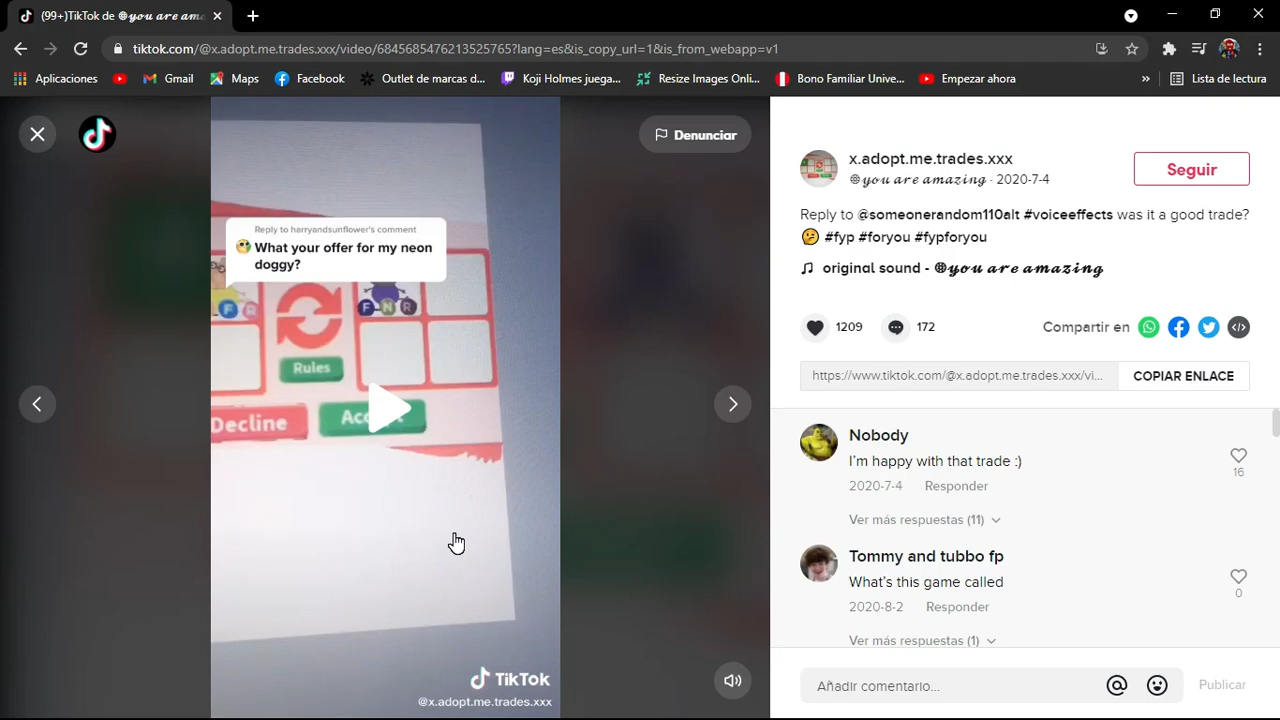 (99+)TikTok de ֍𝔂𝓸𝓾 𝓪𝓻𝓮 𝓪𝓶𝓪
tiktok.com/@x.adopt.me.trades.xxx/video/6845685476213525765?lang=es&is_copy_url=1&is_from_webapp=v1
Aplicaciones Gmail Maps Facebook Outlet de marcas d... Koji Holmes juega... Resize Images Onli... Bono Familiar Unive... Empezar ahora » Lista de lectura
Denunciar
Reply to harryandsunflower's comment
What your offer for my neon
doggy?
F R F N R
Rules
Decline Acc
TikTok
@x.adopt.me.trades.xxx
x.adopt.me.trades.xxx
֍𝔂𝓸𝓾 𝓪𝓻𝓮 𝓪𝓶𝓪𝔃𝓲𝓷𝓰 · 2020-7-4
Seguir
Reply to @someonerandom110alt #voiceeffects was it a good trade?
🤔 #fyp #foryou #fypforyou
♫ original sound - ֍𝔂𝓸𝓾 𝓪𝓻𝓮 𝓪𝓶𝓪𝔃𝓲𝓷𝓰
1209 172 Compartir en
https://www.tiktok.com/@x.adopt.me.trades.xxx/vi... COPIAR ENLACE
Nobody
I'm happy with that trade :)
16
2020-7-4 Responder
Ver más respuestas (11)
Tommy and tubbo fp
What's this game called
0
2020-8-2 Responder
Ver más respuestas (1)
Añadir comentario... @ Publicar